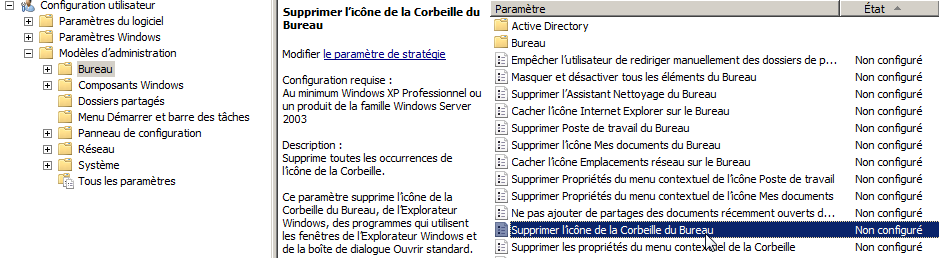 Configuration utilisateur
Paramètres du logiciel
Paramètres Windows
Modèles d'administration
Bureau
Composants Windows
Dossiers partagés
Menu Démarrer et barre des tâches
Panneau de configuration
Réseau
Système
Tous les paramètres
Supprimer l'icône de la Corbeille du
Bureau
Modifier le paramètre de stratégie
Configuration requise :
Au minimum Windows XP Professionnel ou
un produit de la famille Windows Server
2003
Description :
Supprime toutes les occurrences de
l'icône de la Corbeille.
Ce paramètre supprime l'icône de la
Corbeille du Bureau, de l'Explorateur
Windows, des programmes qui utilisent
les fenêtres de l'Explorateur Windows et
de la boîte de dialogue Ouvrir standard.
Paramètre État
Active Directory
Bureau
Empêcher l'utilisateur de rediriger manuellement des dossiers de p... Non configuré
Masquer et désactiver tous les éléments du Bureau Non configuré
Supprimer l'Assistant Nettoyage du Bureau Non configuré
Cacher l'icône Internet Explorer sur le Bureau Non configuré
Supprimer Poste de travail du Bureau Non configuré
Supprimer l'icône Mes documents du Bureau Non configuré
Cacher l'icône Emplacements réseau sur le Bureau Non configuré
Supprimer Propriétés du menu contextuel de l'icône Poste de travail Non configuré
Supprimer Propriétés du menu contextuel de l'icône Mes documents Non configuré
Ne pas ajouter de partages des documents récemment ouverts d... Non configuré
Supprimer l'icône de la Corbeille du Bureau Non configuré
Supprimer les propriétés du menu contextuel de la Corbeille Non configuré